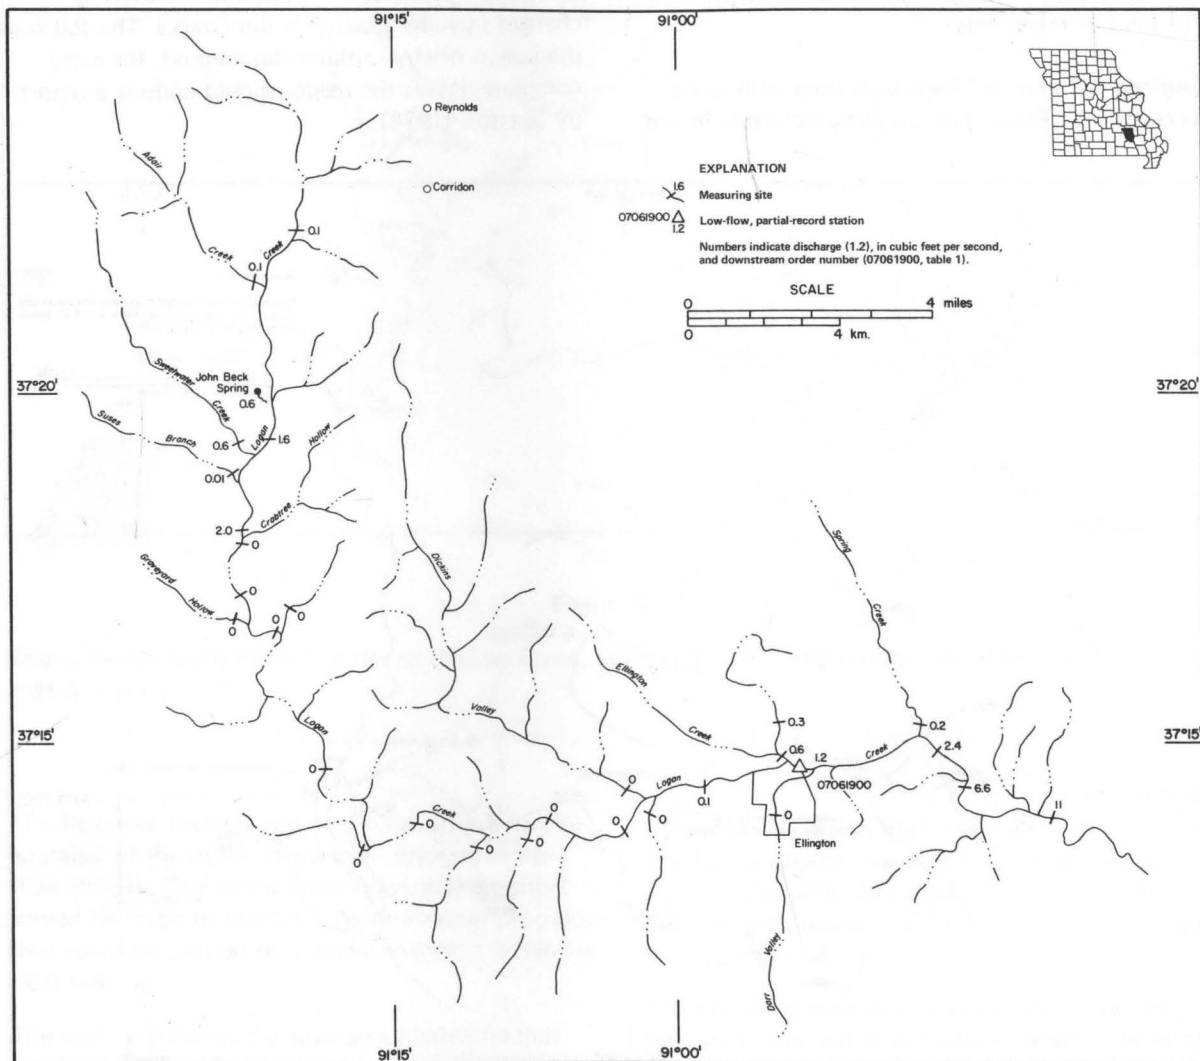 91°15'
91°00'
Reynolds
Corridon
Adair
Creek
Creek
0.1
0.1
EXPLANATION
1.6
Measuring site
07061900
1.2
Low-flow, partial-record station
Numbers indicate discharge (1.2), in cubic feet per second,
and downstream order number (07061900, table 1).
SCALE
0
4 miles
0
4 km.
37°20'
37°20'
Sweetwater
Creek
John Beck
Spring
0.6
Suses
Branch
0.6
Logan
1.6
Hollow
0.01
Crabtree
2.0
0
Graveyard
Hollow
0
0
0
0
Dickins
Valley
Spring
Creek
Ellington
Creek
37°15'
37°15'
Logan
0
0.3
0.2
0.6
1.2
Creek
2.4
07061900
6.6
11
0
Logan
0.1
Creek
0
0
0
0
0
0
0
0
Ellington
Darr
Valley
91°15'
91°00'